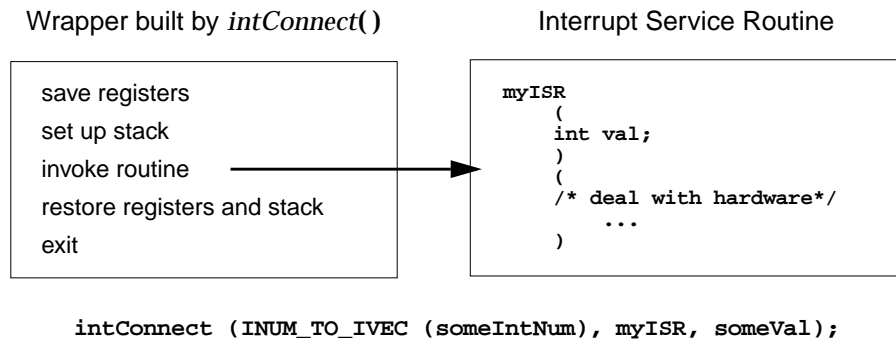 Wrapper built by intConnect( )
Interrupt Service Routine
save registers
set up stack
invoke routine
restore registers and stack
exit
myISR
(
int val;
)
(
/* deal with hardware*/
...
)
intConnect (INUM_TO_IVEC (someIntNum), myISR, someVal);